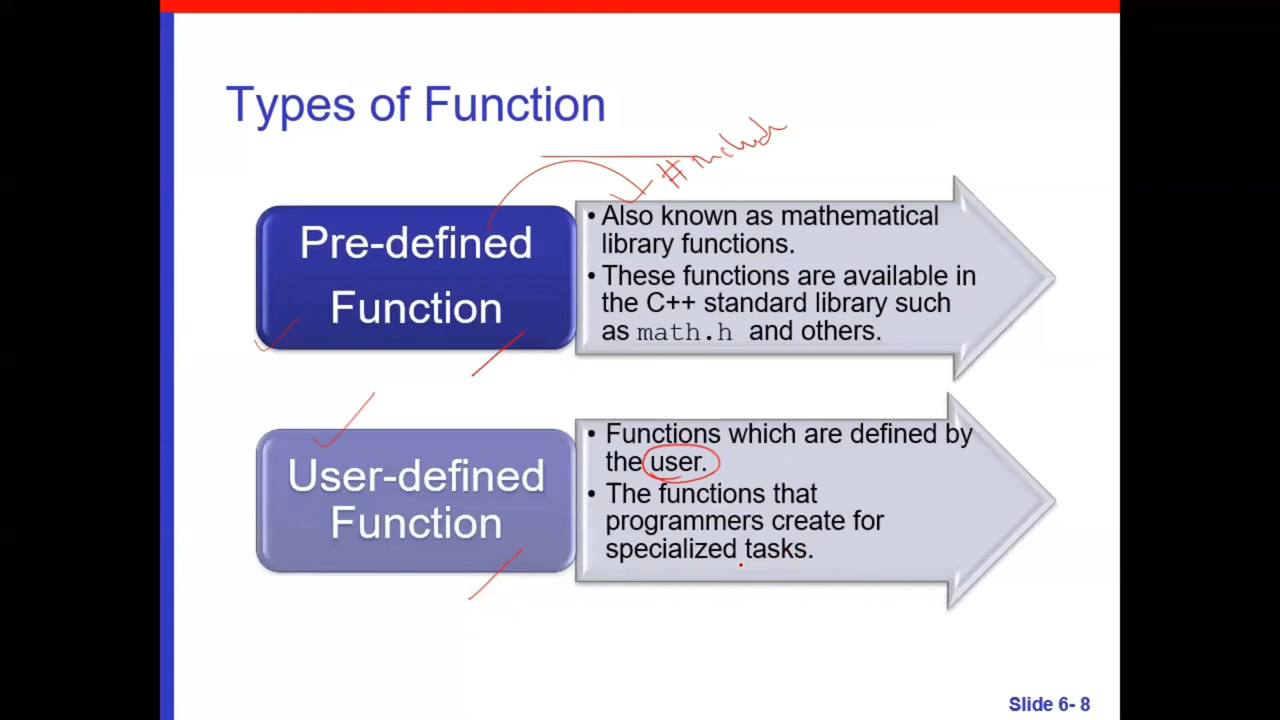 Types of Function
# include
Pre-defined
Function
• Also known as mathematical
library functions.
• These functions are available in
the C++ standard library such
as math.h and others.
User-defined
Function
• Functions which are defined by
the user.
• The functions that
programmers create for
specialized tasks.
Slide 6- 8